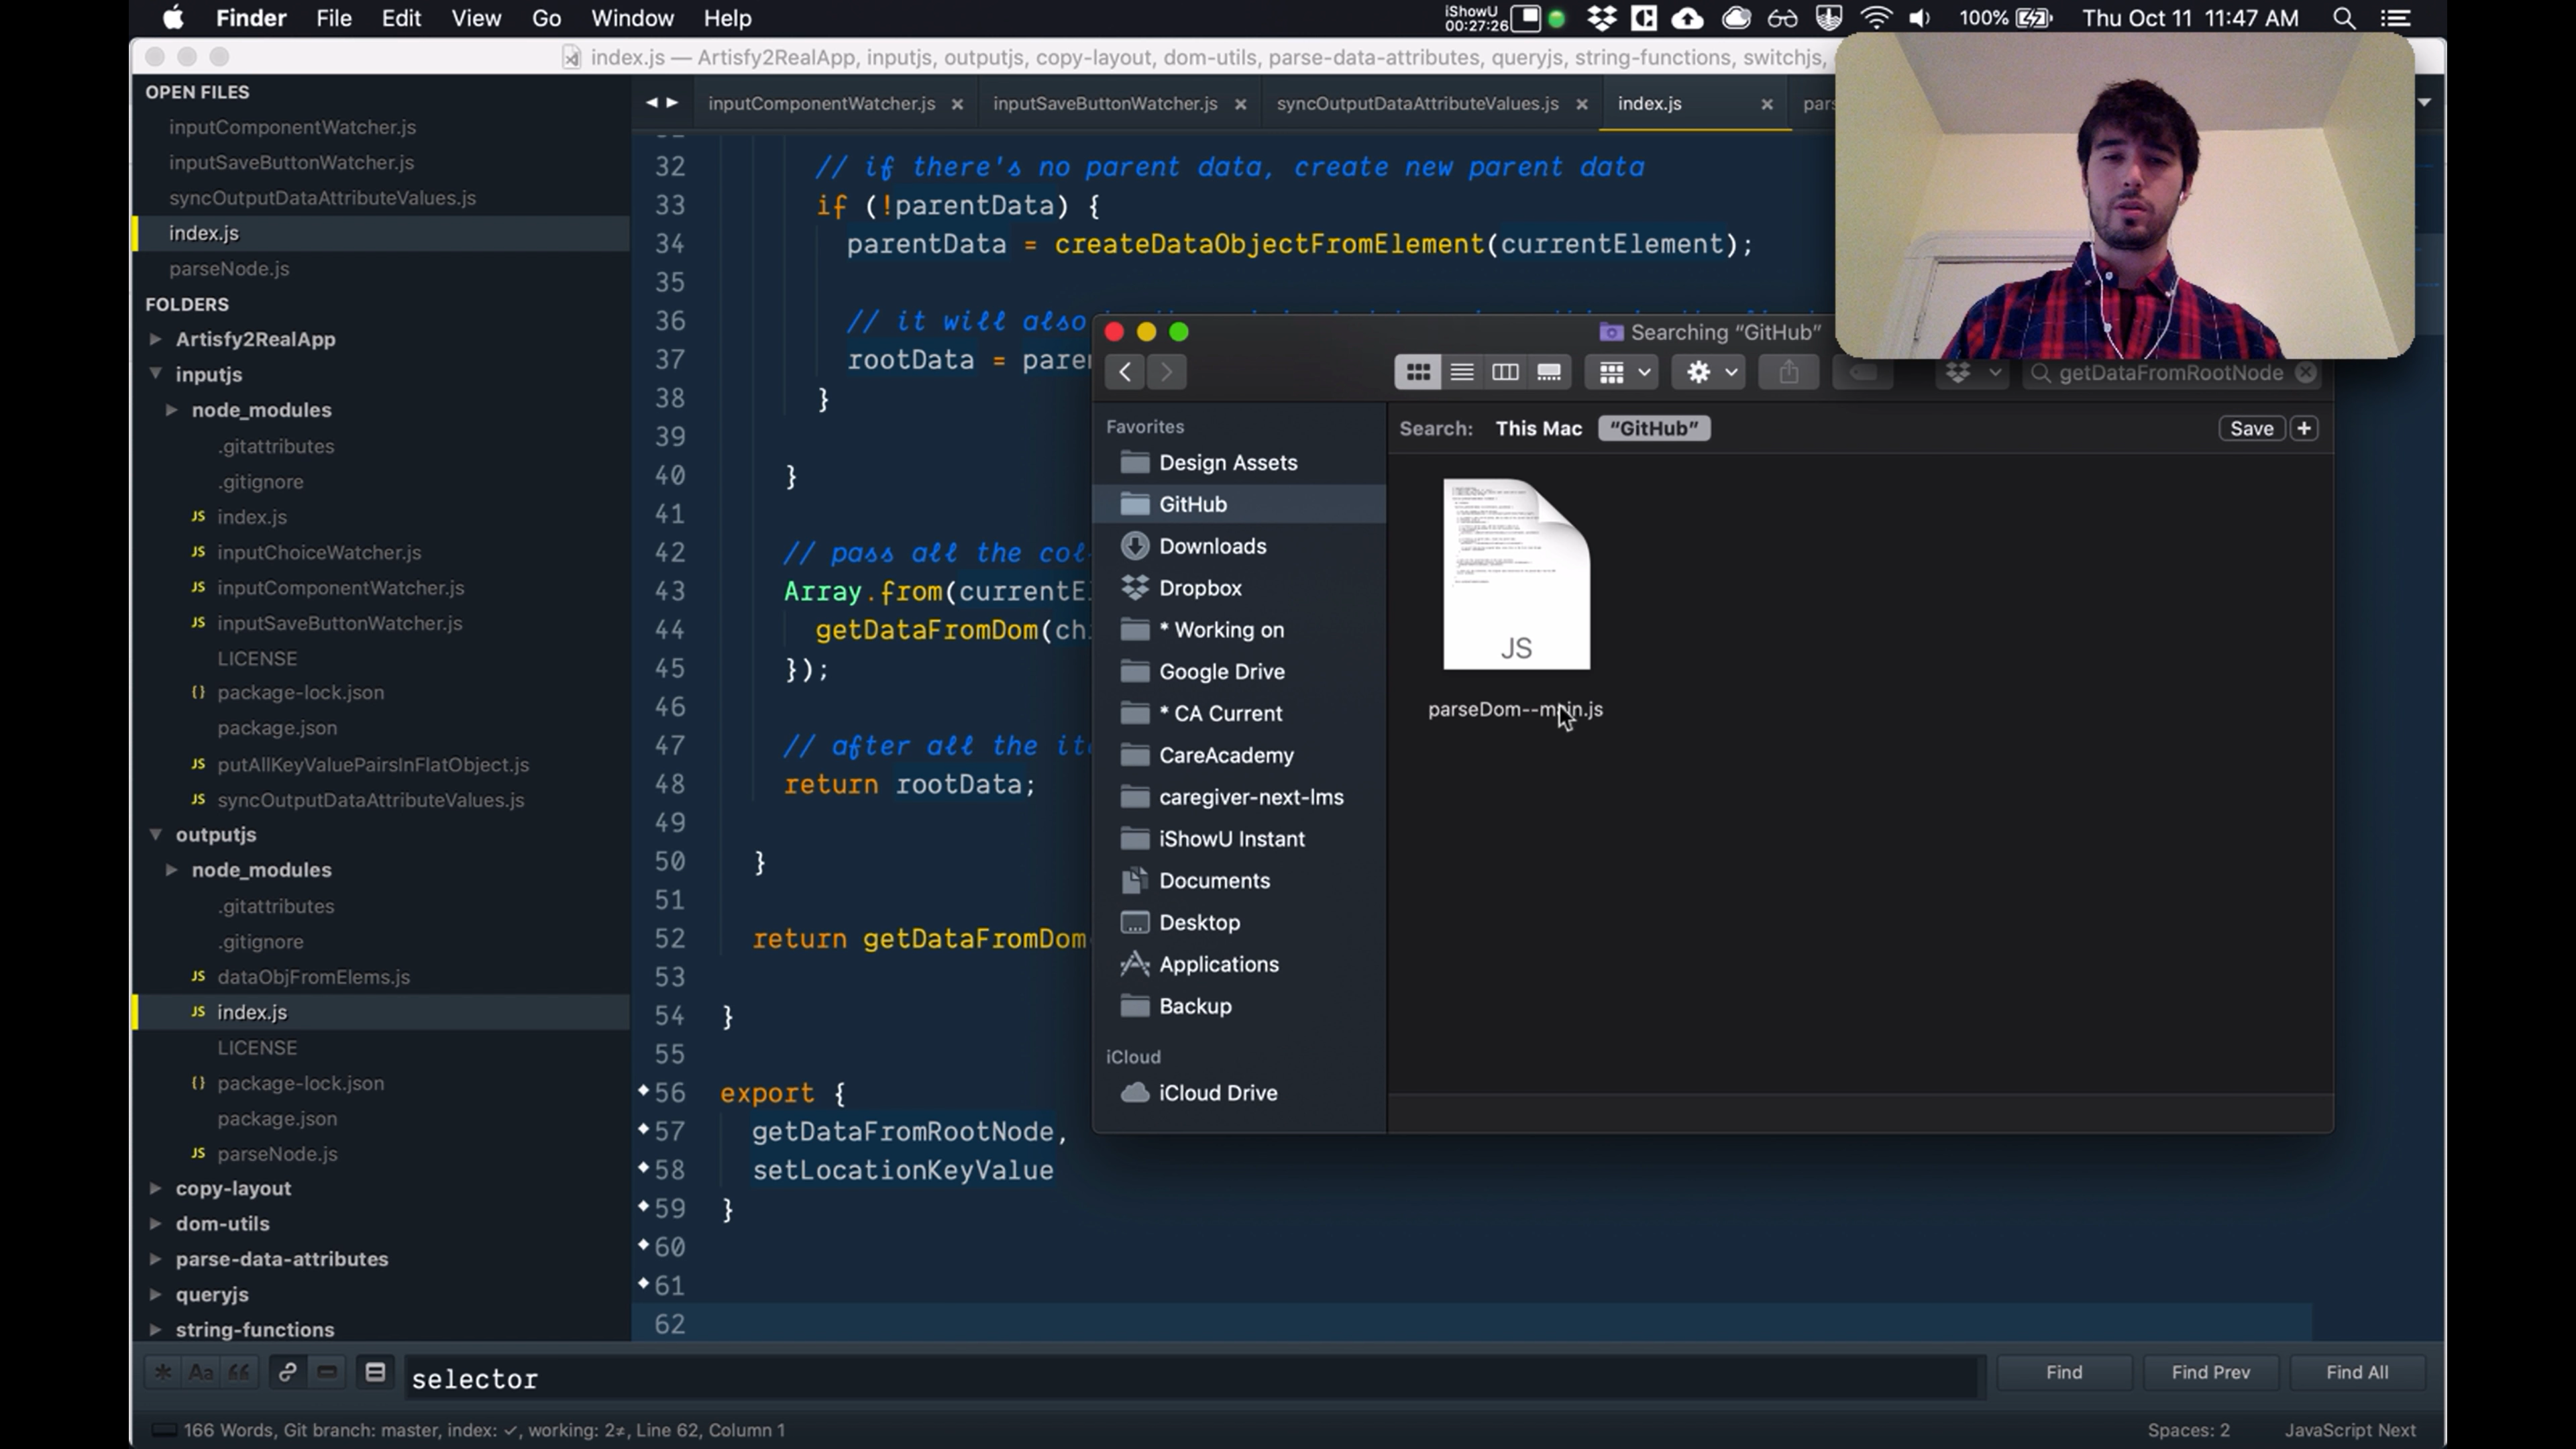 Finder File Edit View Go Window Help
iShowU
00:27:26
100% Thu Oct 11 11:47 AM
index.js — Artisfy2RealApp, inputjs, outputjs, copy-layout, dom-utils, parse-data-attributes, queryjs, string-functions, switchjs,
OPEN FILES
inputComponentWatcher.js
inputSaveButtonWatcher.js
syncOutputDataAttributeValues.js
index.js
parseNode.js
FOLDERS
Artisfy2RealApp
inputjs
node_modules
.gitattributes
.gitignore
JS index.js
JS inputChoiceWatcher.js
JS inputComponentWatcher.js
JS inputSaveButtonWatcher.js
LICENSE
{} package-lock.json
package.json
JS putAllKeyValuePairsInFlatObject.js
JS syncOutputDataAttributeValues.js
outputjs
node_modules
.gitattributes
.gitignore
JS dataObjFromElems.js
JS index.js
LICENSE
{} package-lock.json
package.json
JS parseNode.js
copy-layout
dom-utils
parse-data-attributes
queryjs
string-functions
inputComponentWatcher.js × inputSaveButtonWatcher.js × syncOutputDataAttributeValues.js × index.js × pars
32 // if there's no parent data, create new parent data
33 if (!parentData) {
34 parentData = createDataObjectFromElement(currentElement);
35
36 // it will also
37 rootData = paren
38 }
39
40 }
41
42 // pass all the col
43 Array.from(currentE
44 getDataFromDom(ch
45 });
46
47 // after all the ite
48 return rootData;
49
50 }
51
52 return getDataFromDom
53
54 }
55
56 export {
57 getDataFromRootNode,
58 setLocationKeyValue
59 }
60
61
62
Searching “GitHub”
getDataFromRootNode
Favorites
Design Assets
GitHub
Downloads
Dropbox
* Working on
Google Drive
* CA Current
CareAcademy
caregiver-next-lms
iShowU Instant
Documents
Desktop
Applications
Backup
iCloud
iCloud Drive
Search: This Mac “GitHub” Save +
JS
parseDom--main.js
Aa selector Find Find Prev Find All
166 Words, Git branch: master, index: ✓, working: 2≠, Line 62, Column 1 Spaces: 2 JavaScript Next